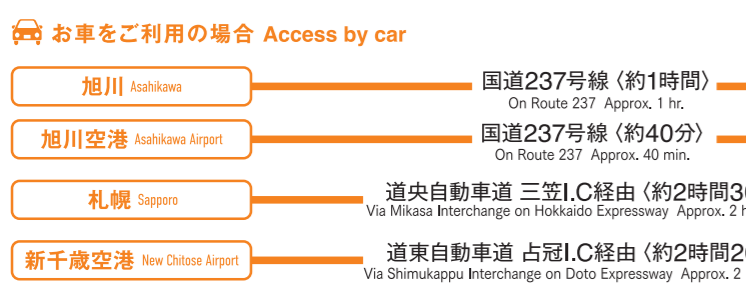 お車をご利用の場合 Access by car
旭川 Asahikawa
国道237号線〈約1時間〉
On Route 237 Approx. 1 hr.
旭川空港 Asahikawa Airport
国道237号線〈約40分〉
On Route 237 Approx. 40 min.
札幌 Sapporo
道央自動車道 三笠I.C経由〈約2時間3
Via Mikasa Interchange on Hokkaido Expressway Approx. 2 h
新千歳空港 New Chitose Airport
道東自動車道 占冠I.C経由〈約2時間2
Via Shimukappu Interchange on Doto Expressway Approx. 2